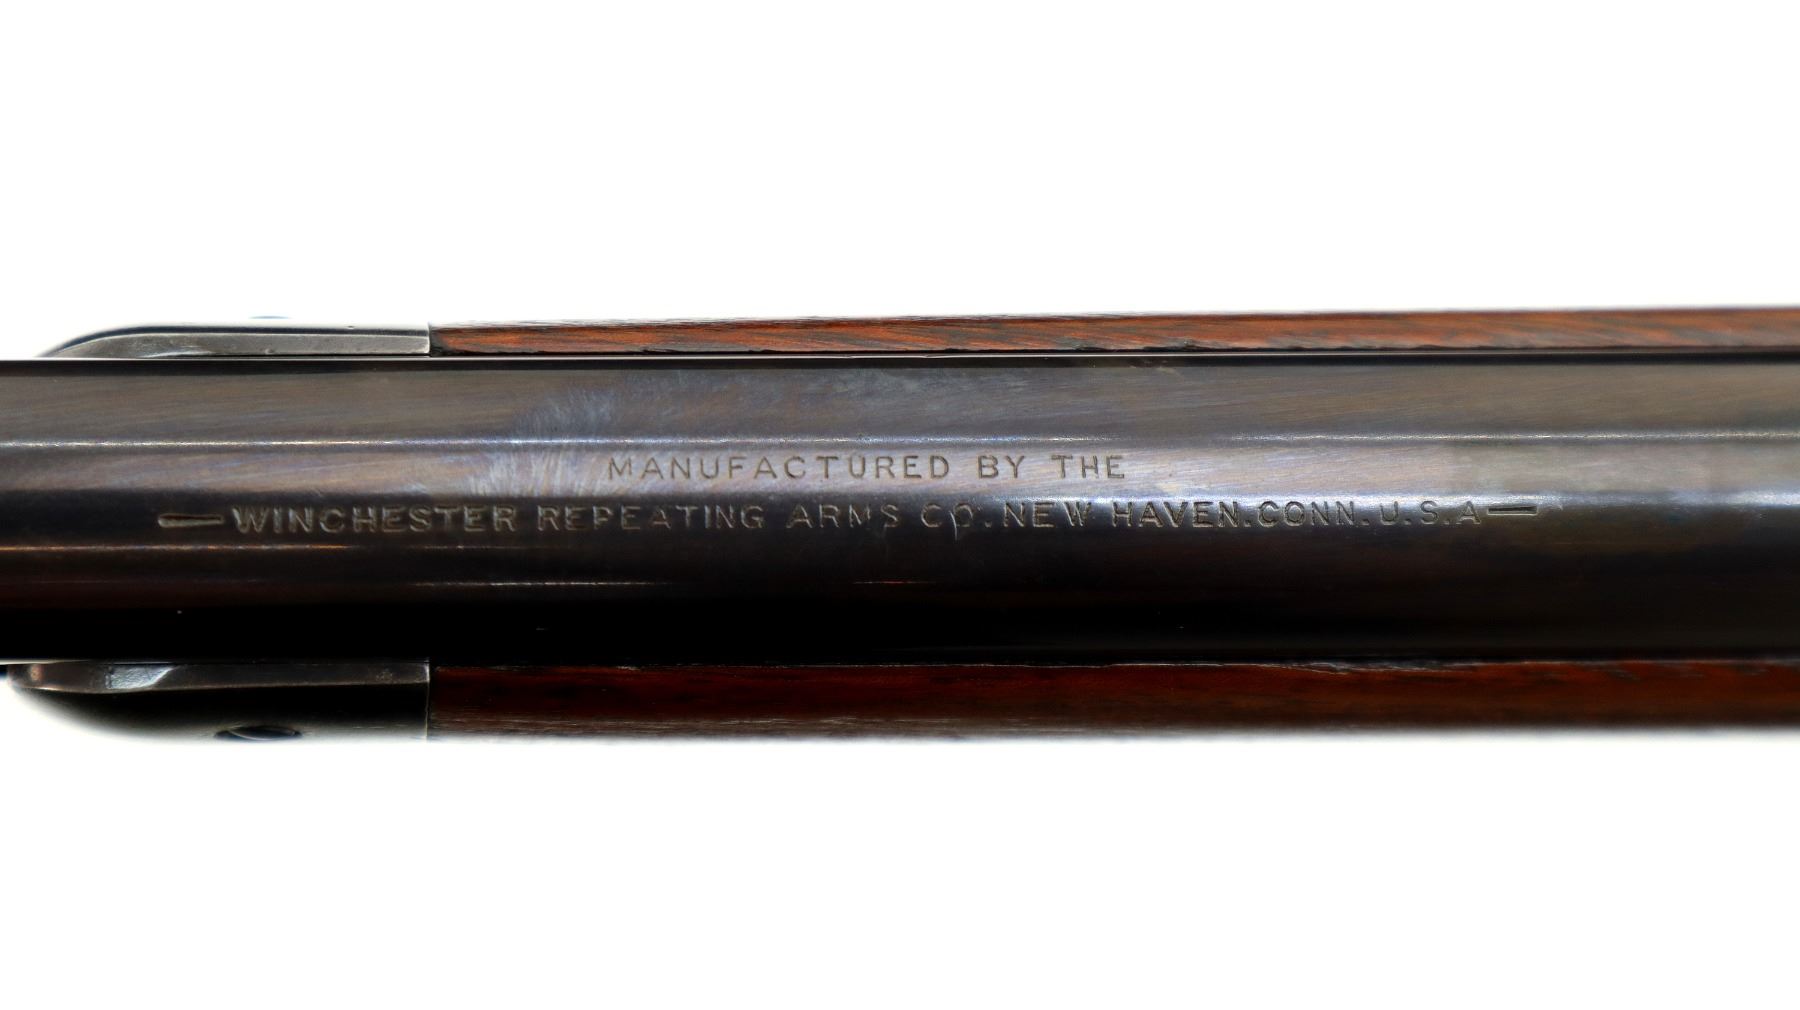 MANUFACTURED BY THE
—WINCHESTER REPEATING ARMS CO. NEW HAVEN. CONN. U.S.A—